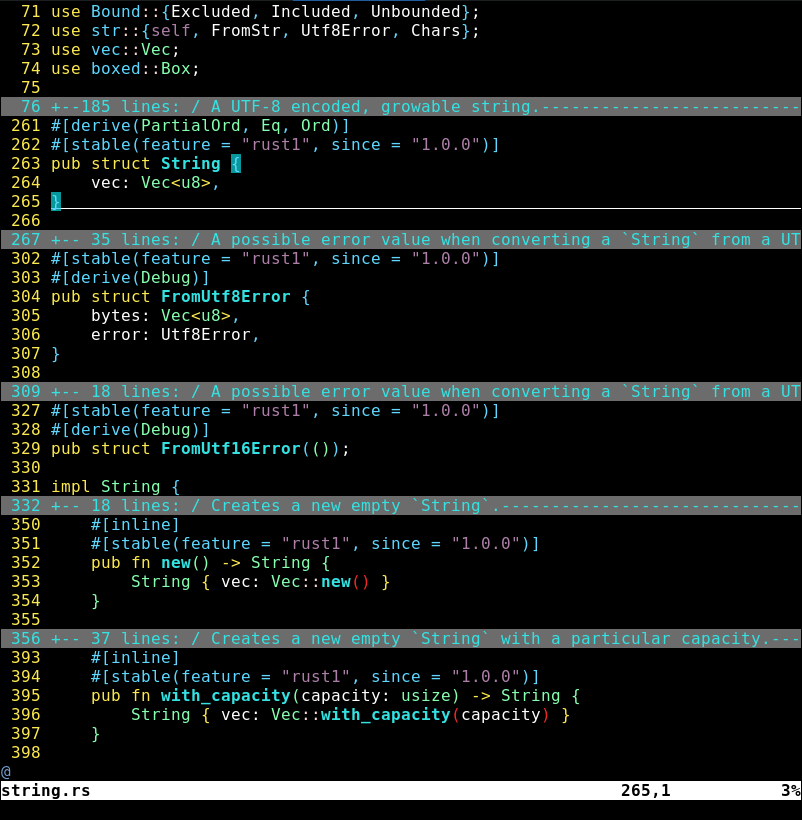 71 use Bound::{Excluded, Included, Unbounded};
72 use str::{self, FromStr, Utf8Error, Chars};
73 use vec::Vec;
74 use boxed::Box;
75
76 +--185 lines: / A UTF-8 encoded, growable string.--------------------------
261 #[derive(PartialOrd, Eq, Ord)]
262 #[stable(feature = "rust1", since = "1.0.0")]
263 pub struct String {
264     vec: Vec<u8>,
265 }
266
267 +-- 35 lines: / A possible error value when converting a `String` from a UT
302 #[stable(feature = "rust1", since = "1.0.0")]
303 #[derive(Debug)]
304 pub struct FromUtf8Error {
305     bytes: Vec<u8>,
306     error: Utf8Error,
307 }
308
309 +-- 18 lines: / A possible error value when converting a `String` from a UT
327 #[stable(feature = "rust1", since = "1.0.0")]
328 #[derive(Debug)]
329 pub struct FromUtf16Error(());
330
331 impl String {
332 +-- 18 lines: / Creates a new empty `String`.------------------------------
350     #[inline]
351     #[stable(feature = "rust1", since = "1.0.0")]
352     pub fn new() -> String {
353         String { vec: Vec::new() }
354     }
355
356 +-- 37 lines: / Creates a new empty `String` with a particular capacity.---
393     #[inline]
394     #[stable(feature = "rust1", since = "1.0.0")]
395     pub fn with_capacity(capacity: usize) -> String {
396         String { vec: Vec::with_capacity(capacity) }
397     }
398
@
string.rs 265,1 3%